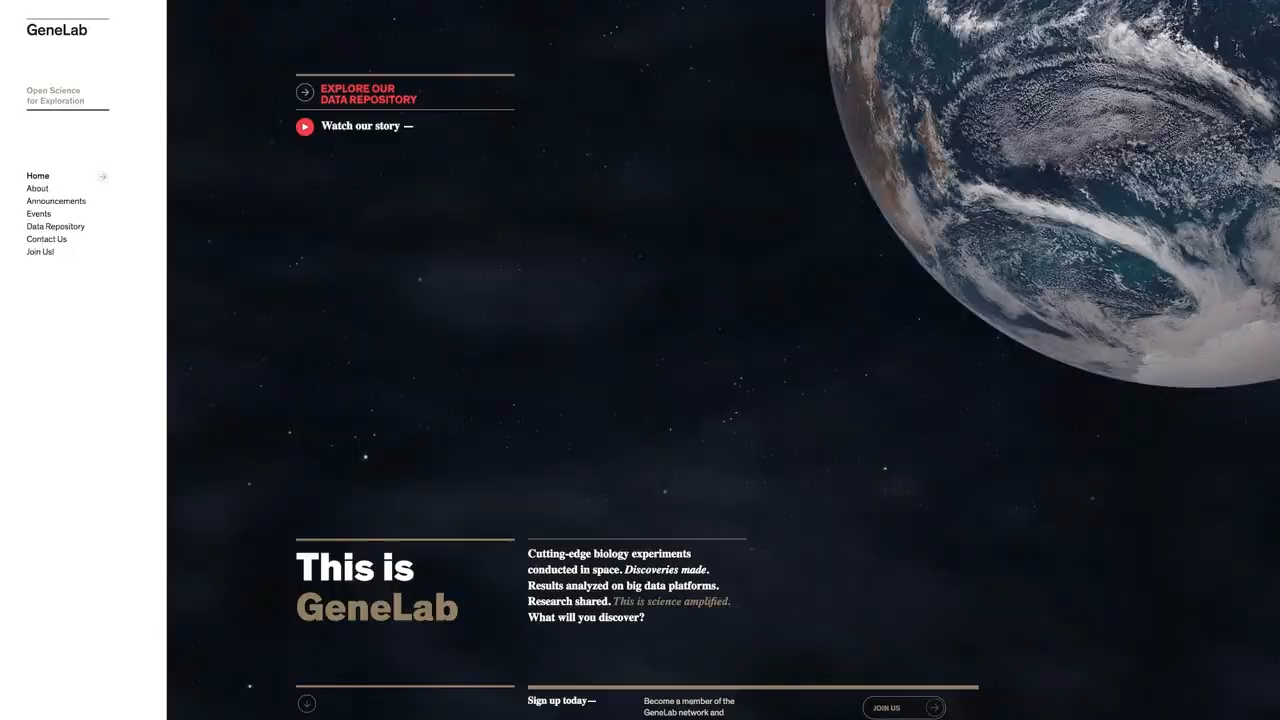 GeneLab
Open Science
for Exploration
Home
About
Announcements
Events
Data Repository
Contact Us
Join Us!
EXPLORE OUR
DATA REPOSITORY
Watch our story —
This is
GeneLab
Cutting-edge biology experiments
conducted in space. Discoveries made.
Results analyzed on big data platforms.
Research shared. This is science amplified.
What will you discover?
Sign up today—
Become a member of the
GeneLab network and
JOIN US